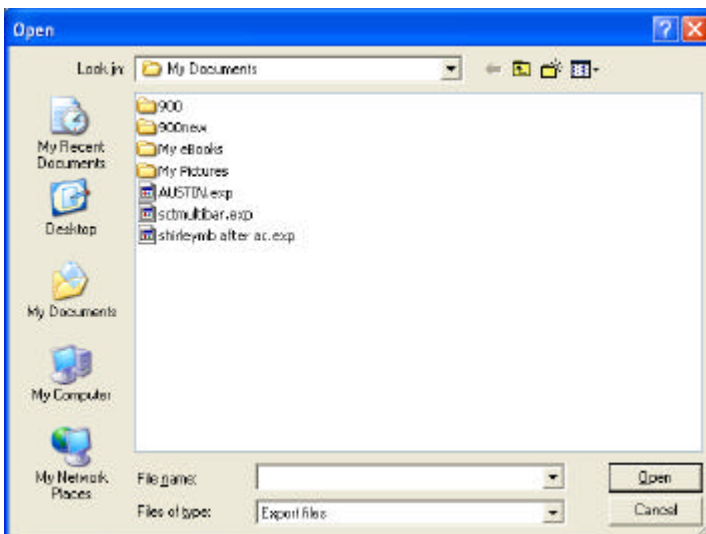 Open
Look in: My Documents
900
900new
My eBooks
My Pictures
AUSTIN.exp
sctmultibar.exp
shirleymb after ac.exp
My Recent
Documents
Desktop
My Documents
My Computer
My Network
Places
File name:
Open
Files of type: Export files
Cancel